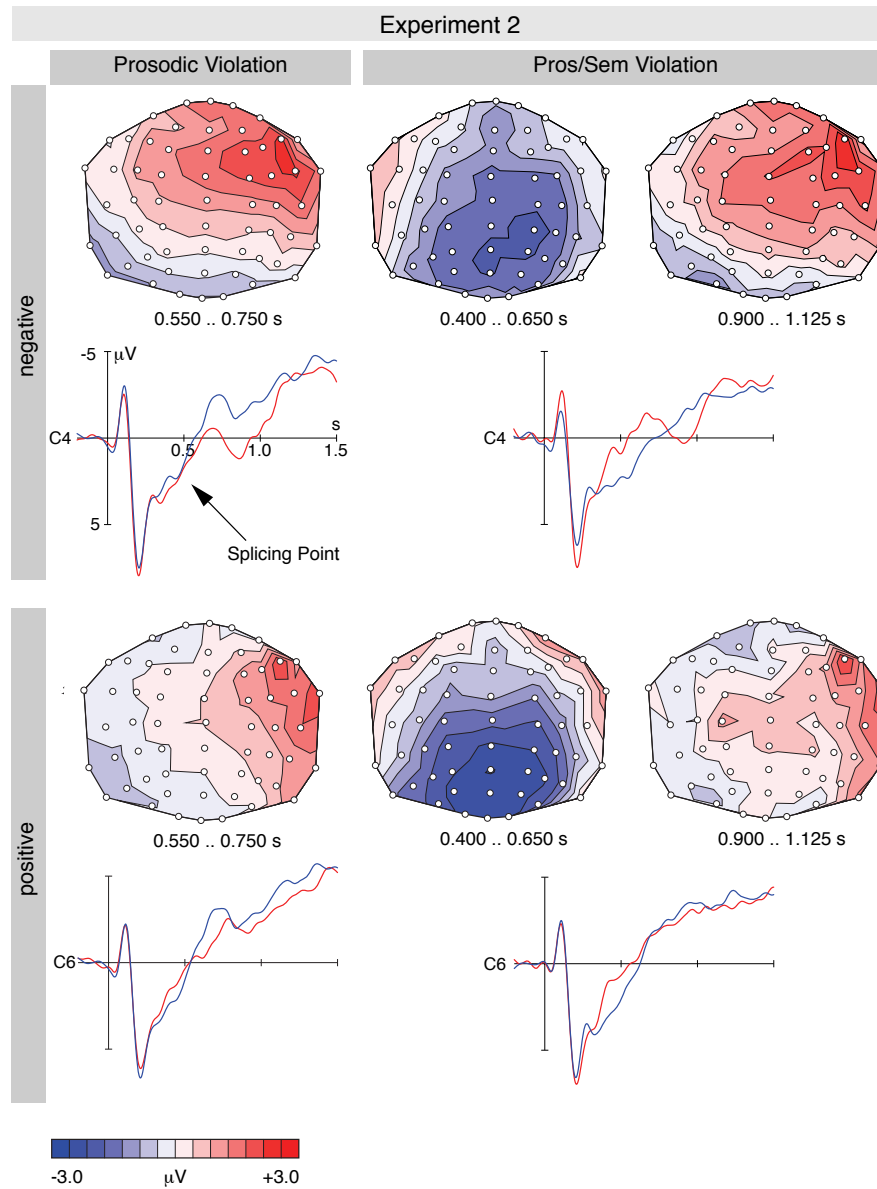 Experiment 2
Prosodic Violation
Pros/Sem Violation
negative
0.550 .. 0.750 s
0.400 .. 0.650 s
0.900 .. 1.125 s
-5
μV
C4
s
0.5
1.0
1.5
5
Splicing Point
C4
positive
0.550 .. 0.750 s
0.400 .. 0.650 s
0.900 .. 1.125 s
C6
C6
-3.0
μV
+3.0